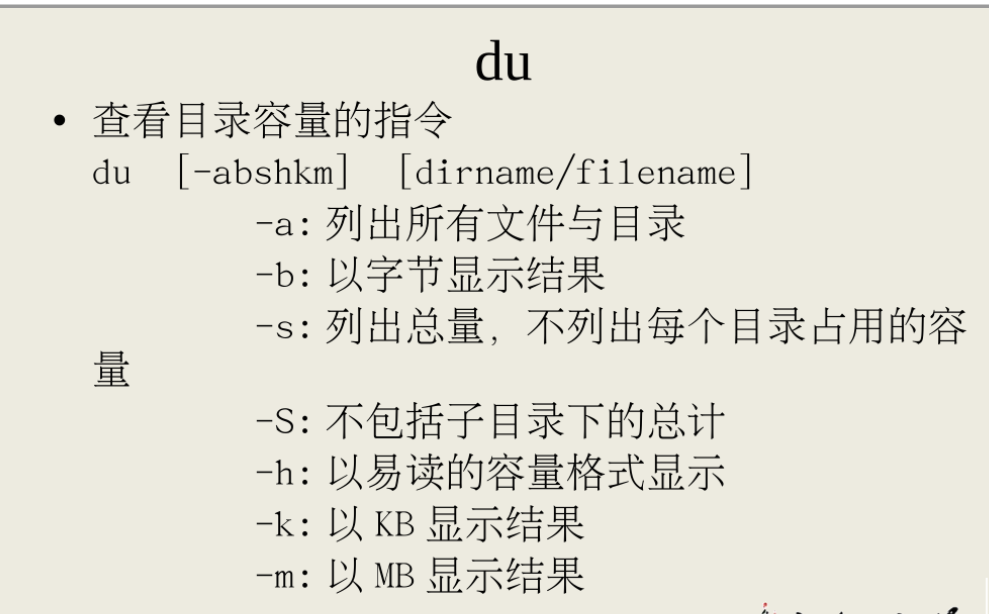 du
• 查看目录容量的指令
du [-abshkm] [dirname/filename]
-a: 列出所有文件与目录
-b: 以字节显示结果
-s: 列出总量, 不列出每个目录占用的容
量
-S: 不包括子目录下的总计
-h: 以易读的容量格式显示
-k: 以 KB 显示结果
-m: 以 MB 显示结果